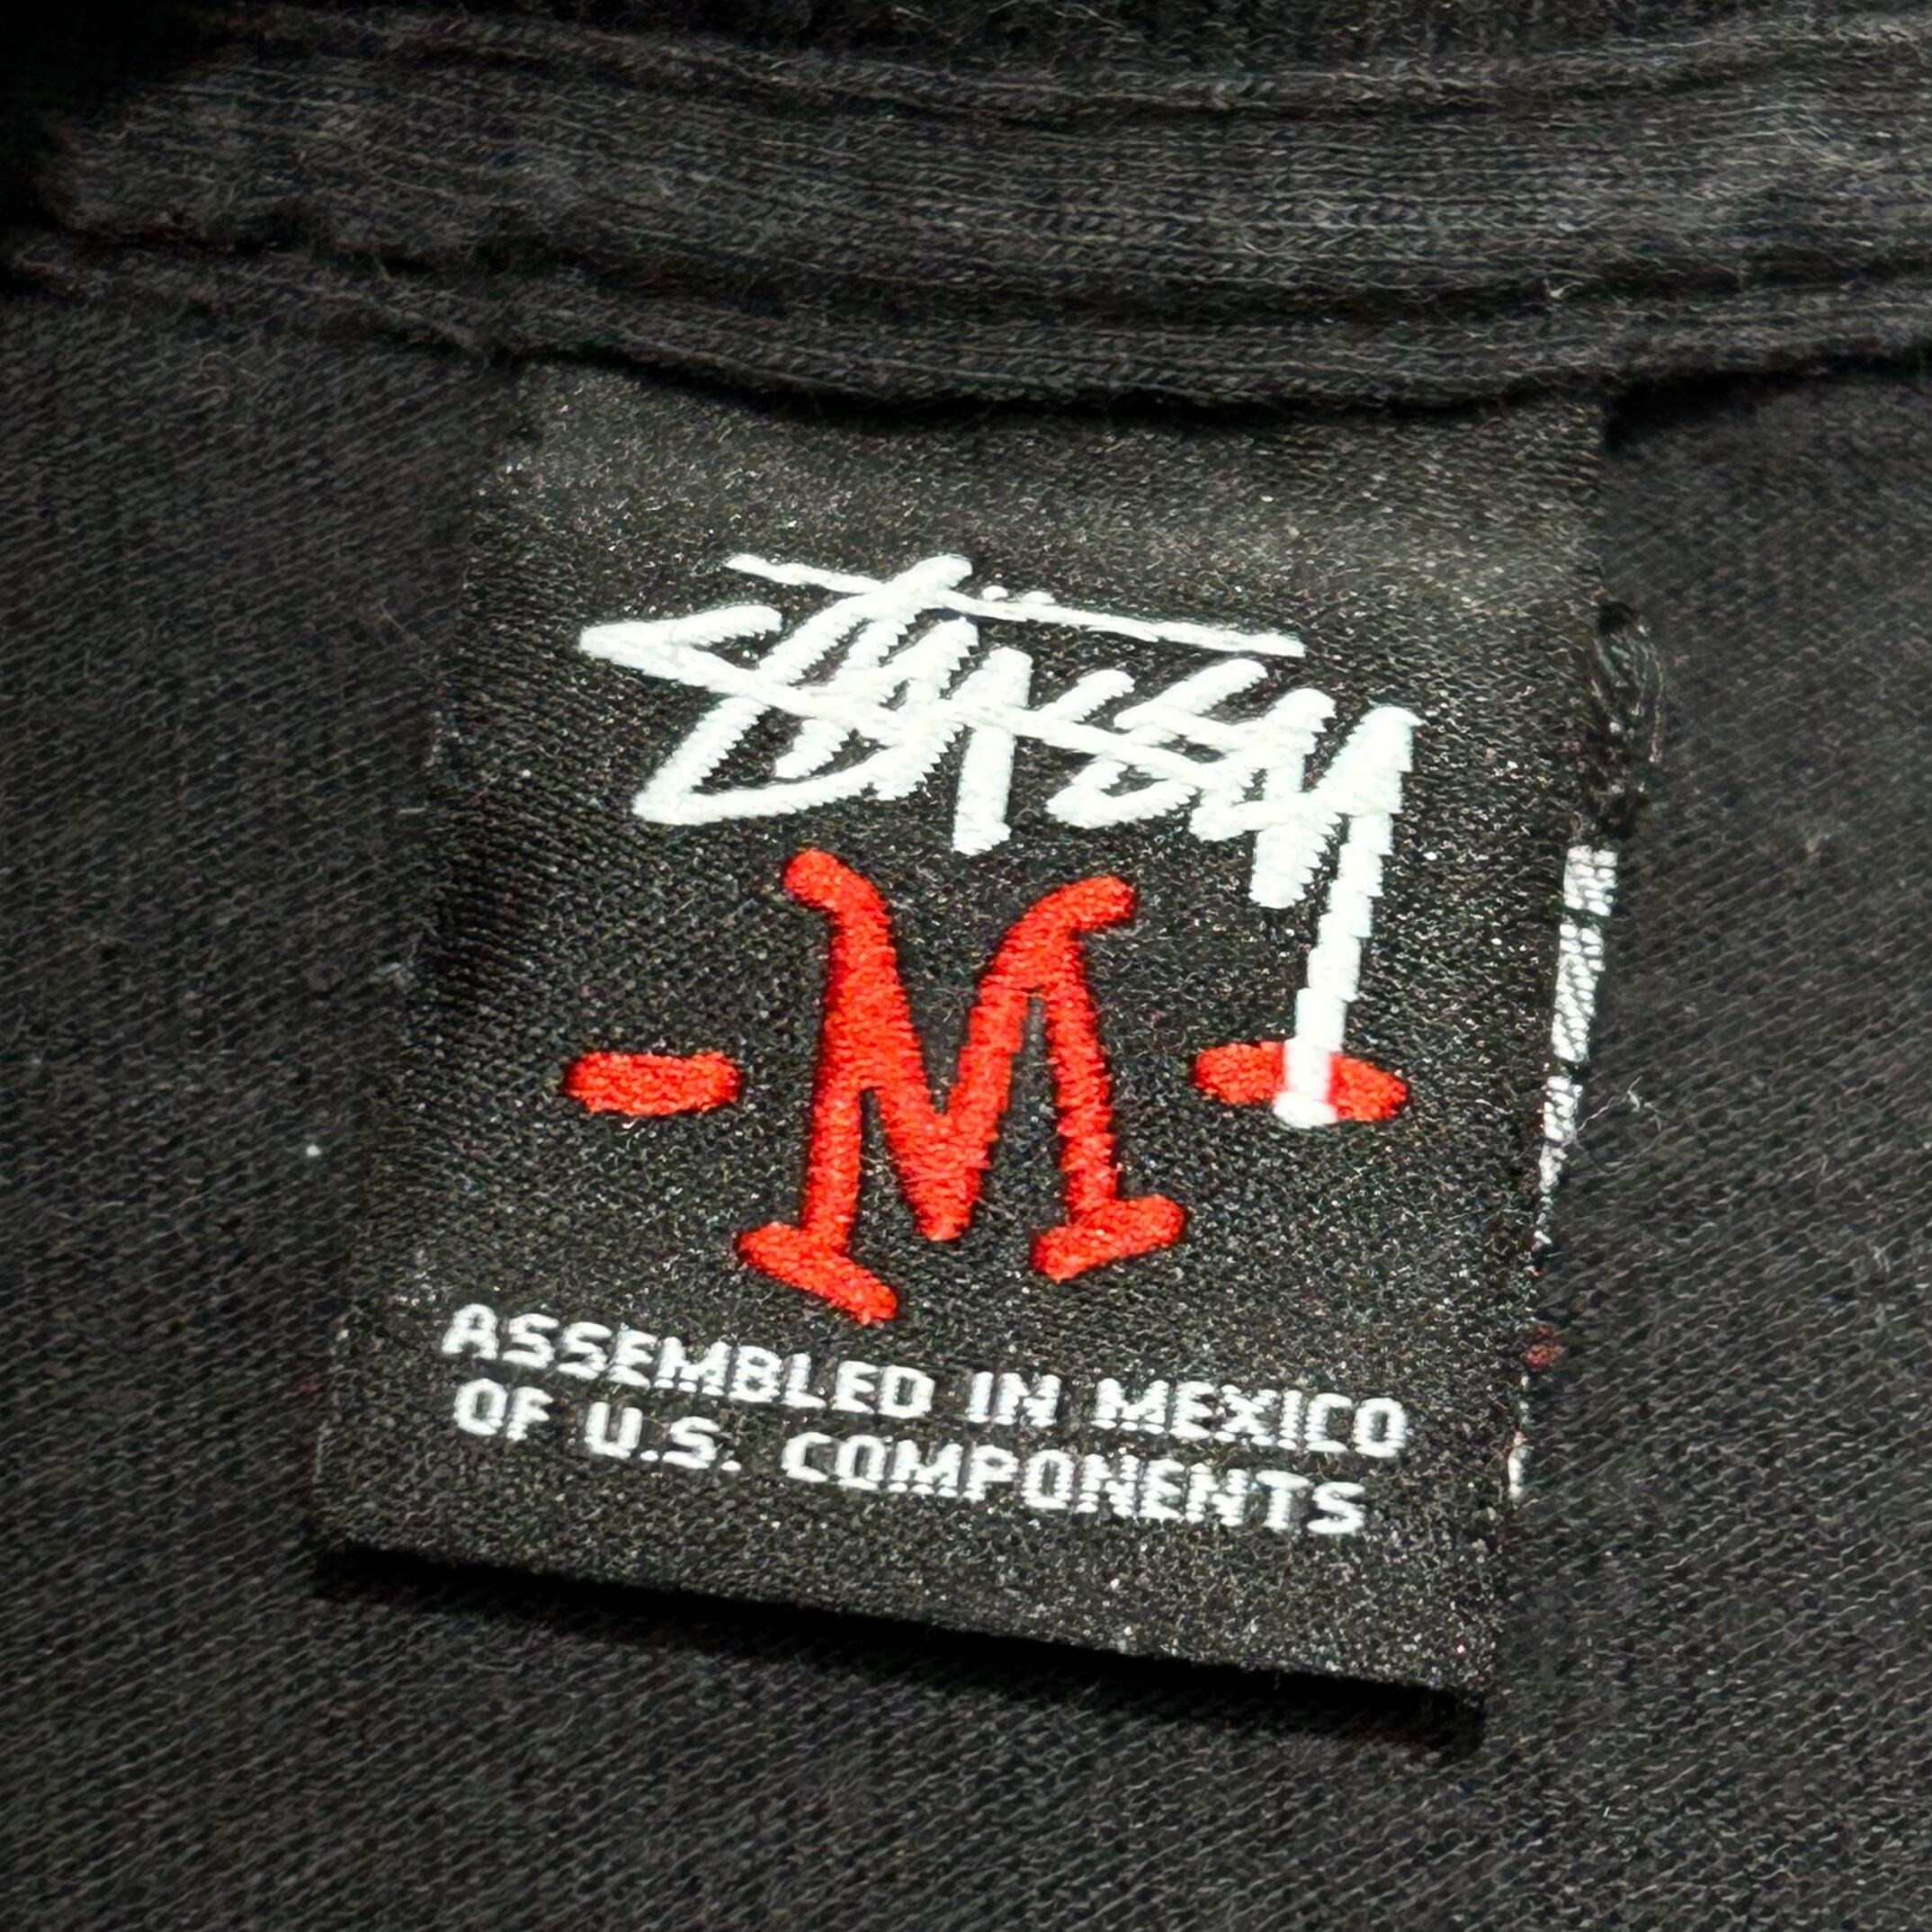 Stüssy
- M -
ASSEMBLED IN MEXICO
OF U.S. COMPONENTS